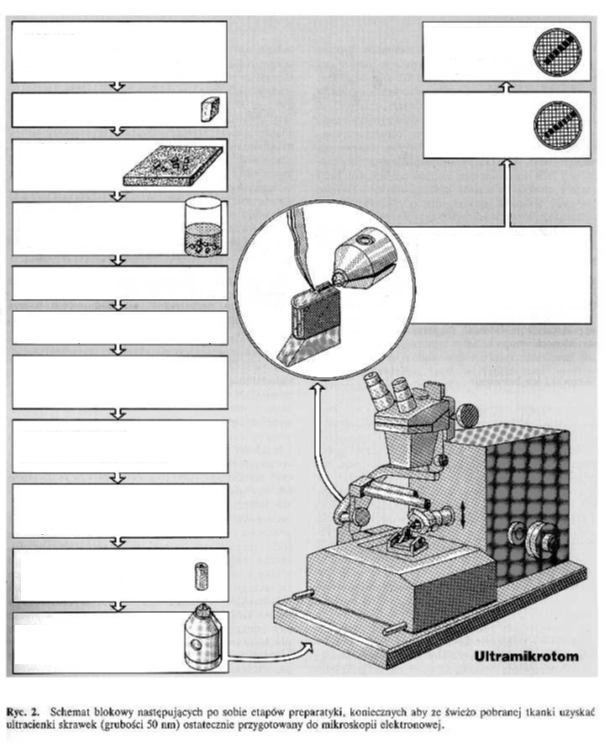 Ultramikrotom
Ryc. 2. Schemat blokowy następujących po sobie etapów preparatyki, koniecznych aby ze świeżo pobranej tkanki uzyskać
ultracienki skrawek (grubości 50 nm) ostatecznie przygotowany do mikroskopii elektronowej.